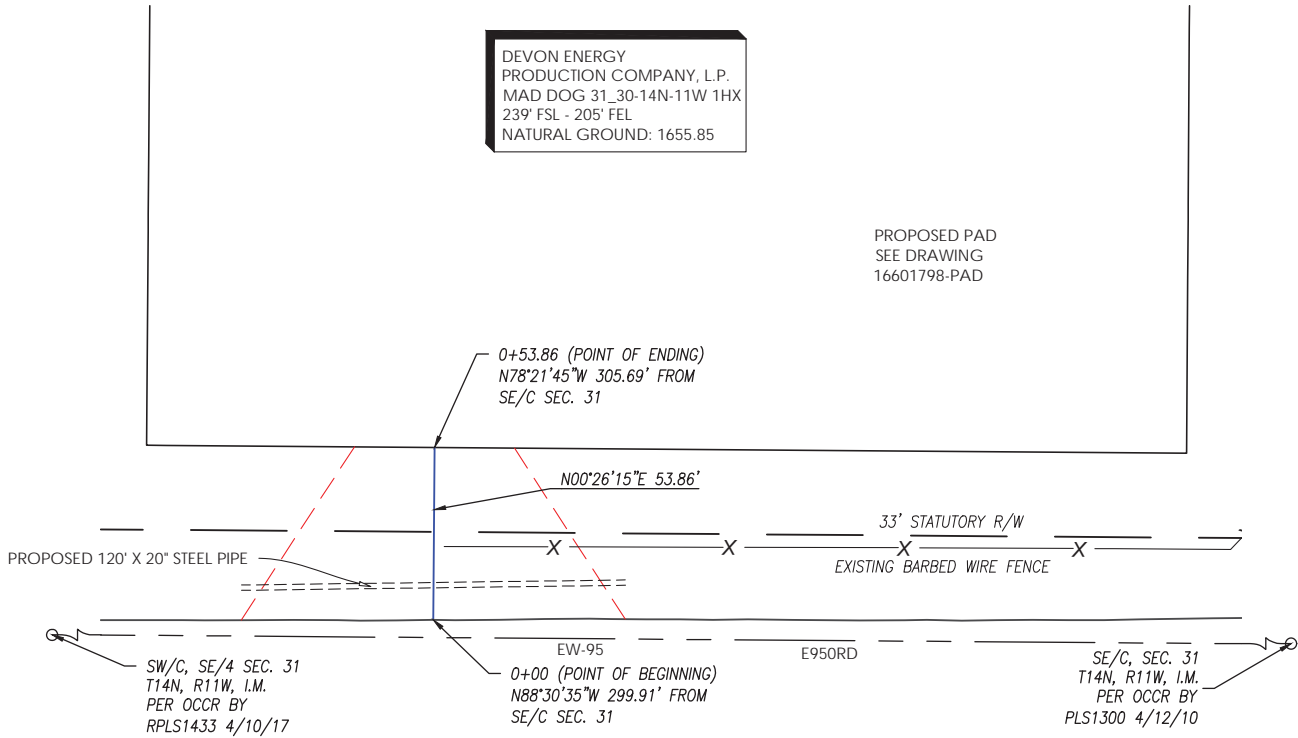 DEVON ENERGY
PRODUCTION COMPANY, L.P.
MAD DOG 31_30-14N-11W 1HX
239' FSL - 205' FEL
NATURAL GROUND: 1655.85
PROPOSED PAD
SEE DRAWING
16601798-PAD
0+53.86 (POINT OF ENDING)
N78°21'45"W 305.69' FROM
SE/C SEC. 31
N00°26'15"E 53.86'
33' STATUTORY R/W
X X X X
EXISTING BARBED WIRE FENCE
PROPOSED 120' X 20" STEEL PIPE
EW-95
E950RD
SW/C, SE/4 SEC. 31
T14N, R11W, I.M.
PER OCCR BY
RPLS1433 4/10/17
0+00 (POINT OF BEGINNING)
N88°30'35"W 299.91' FROM
SE/C SEC. 31
SE/C, SEC. 31
T14N, R11W, I.M.
PER OCCR BY
PLS1300 4/12/10